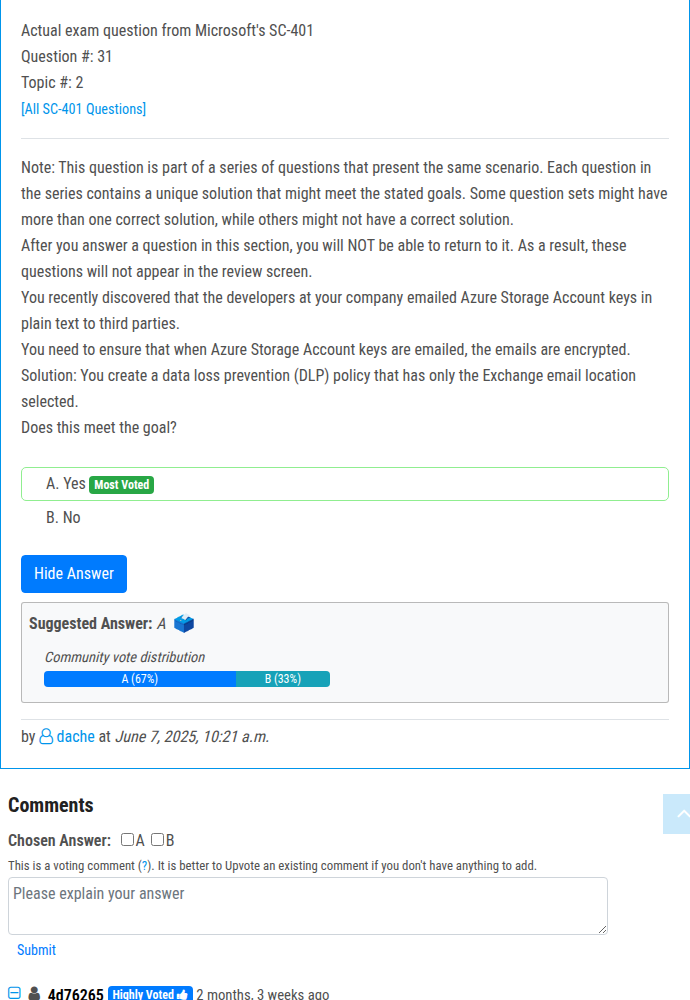 Actual exam question from Microsoft's SC-401
Question #: 31
Topic #: 2
[All SC-401 Questions]
Note: This question is part of a series of questions that present the same scenario. Each question in
the series contains a unique solution that might meet the stated goals. Some question sets might have
more than one correct solution, while others might not have a correct solution.
After you answer a question in this section, you will NOT be able to return to it. As a result, these
questions will not appear in the review screen.
You recently discovered that the developers at your company emailed Azure Storage Account keys in
plain text to third parties.
You need to ensure that when Azure Storage Account keys are emailed, the emails are encrypted.
Solution: You create a data loss prevention (DLP) policy that has only the Exchange email location
selected.
Does this meet the goal?
A. Yes Most Voted
B. No
Hide Answer
Suggested Answer: A
Community vote distribution
A (67%) B (33%)
by dache at June 7, 2025, 10:21 a.m.
Comments
Chosen Answer: A B
This is a voting comment (?). It is better to Upvote an existing comment if you don't have anything to add.
Please explain your answer
Submit
4d76265 Highly Voted 2 months, 3 weeks ago